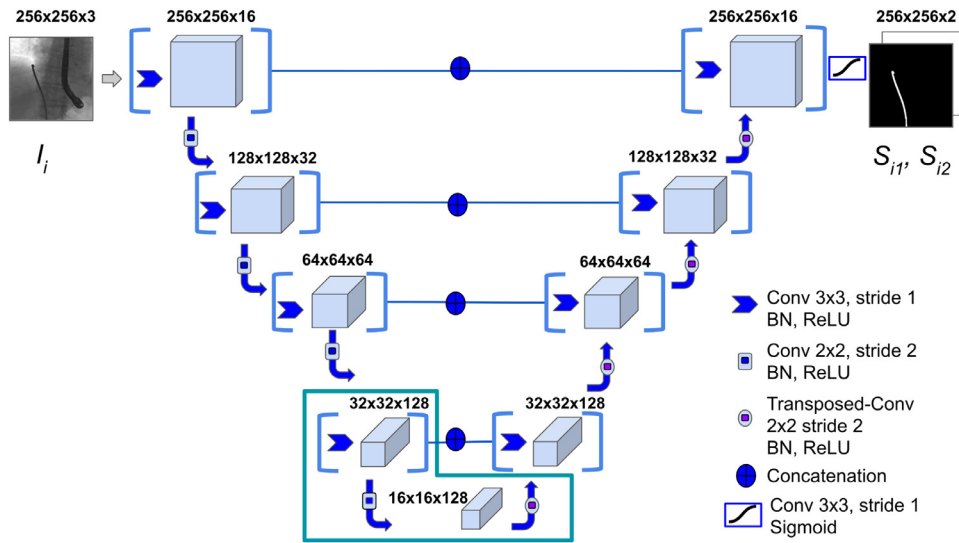 256x256x3
256x256x16
256x256x16
256x256x2
I_i
S_i1, S_i2
128x128x32
128x128x32
64x64x64
64x64x64
Conv 3x3, stride 1
BN, ReLU
Conv 2x2, stride 2
BN, ReLU
32x32x128
32x32x128
Transposed-Conv
2x2 stride 2
BN, ReLU
16x16x128
Concatenation
Conv 3x3, stride 1
Sigmoid